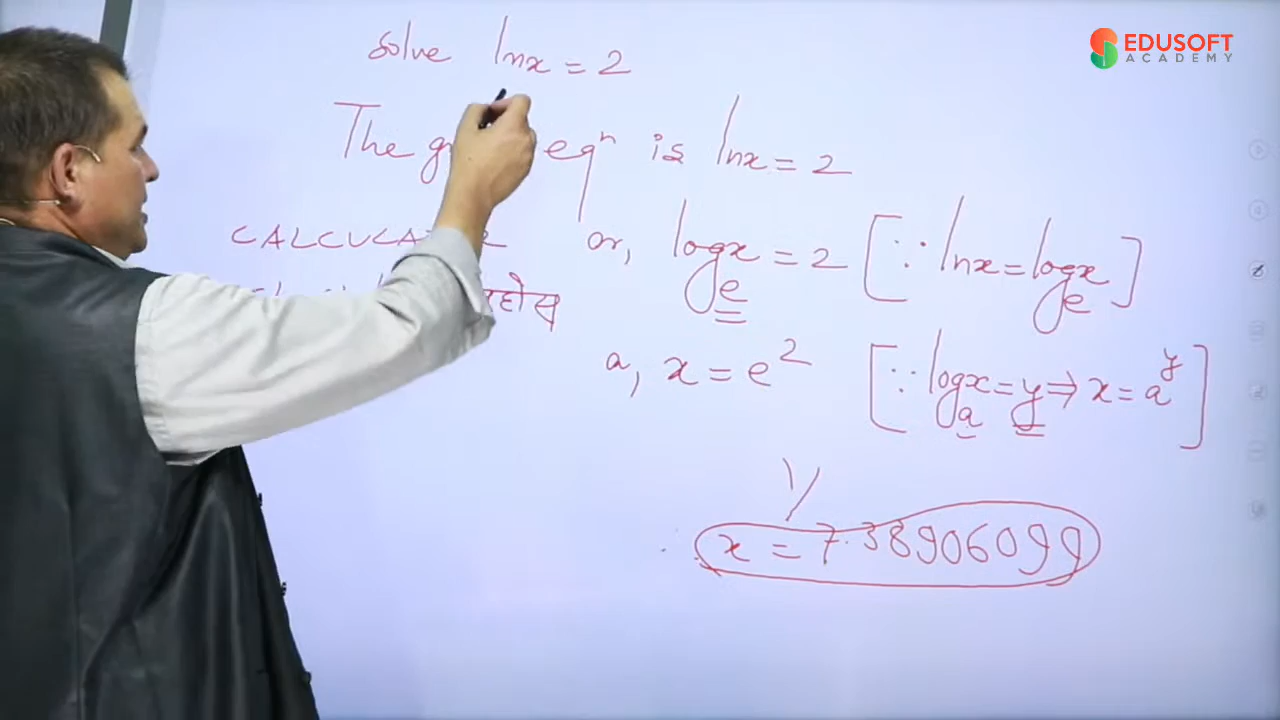 EDUSOFT
ACADEMY
solve lnx = 2
The eqⁿ is lnx = 2
or, logₑx = 2 [∵ lnx = logₑx]
a, x = e² [∵ logₐx = y ⇒ x = aʸ]
x = 7.38906099